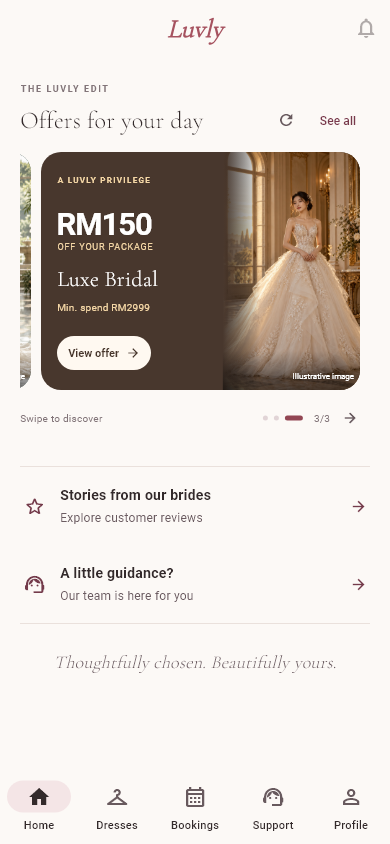 Luvly
THE LUVLY EDIT
Offers for your day
See all
A LUVLY PRIVILEGE
RM150
OFF YOUR PACKAGE
Luxe Bridal
Min. spend RM2999
View offer
Illustrative image
Swipe to discover
3/3
Stories from our brides
Explore customer reviews
A little guidance?
Our team is here for you
Thoughtfully chosen. Beautifully yours.
Home
Dresses
Bookings
Support
Profile